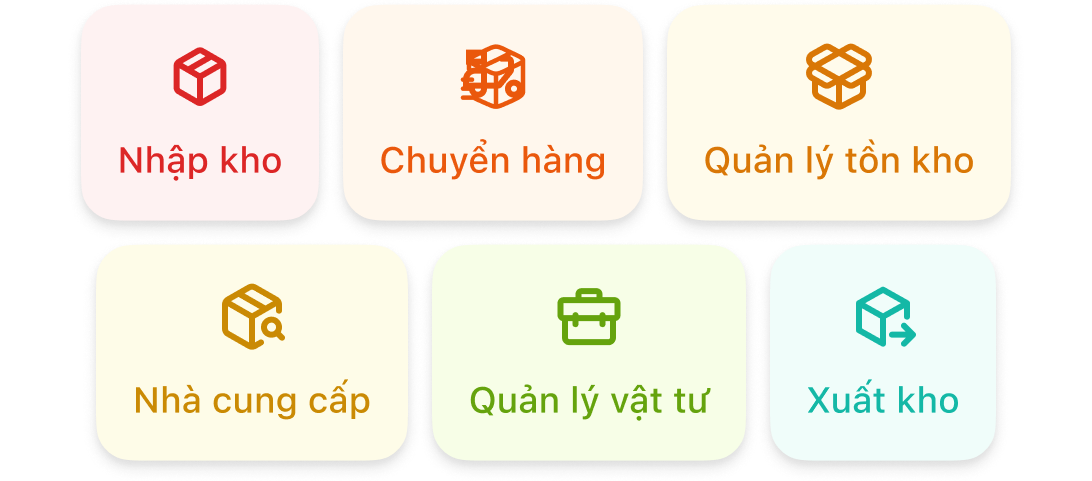 Nhập kho
Chuyển hàng
Quản lý tồn kho
Nhà cung cấp
Quản lý vật tư
Xuất kho